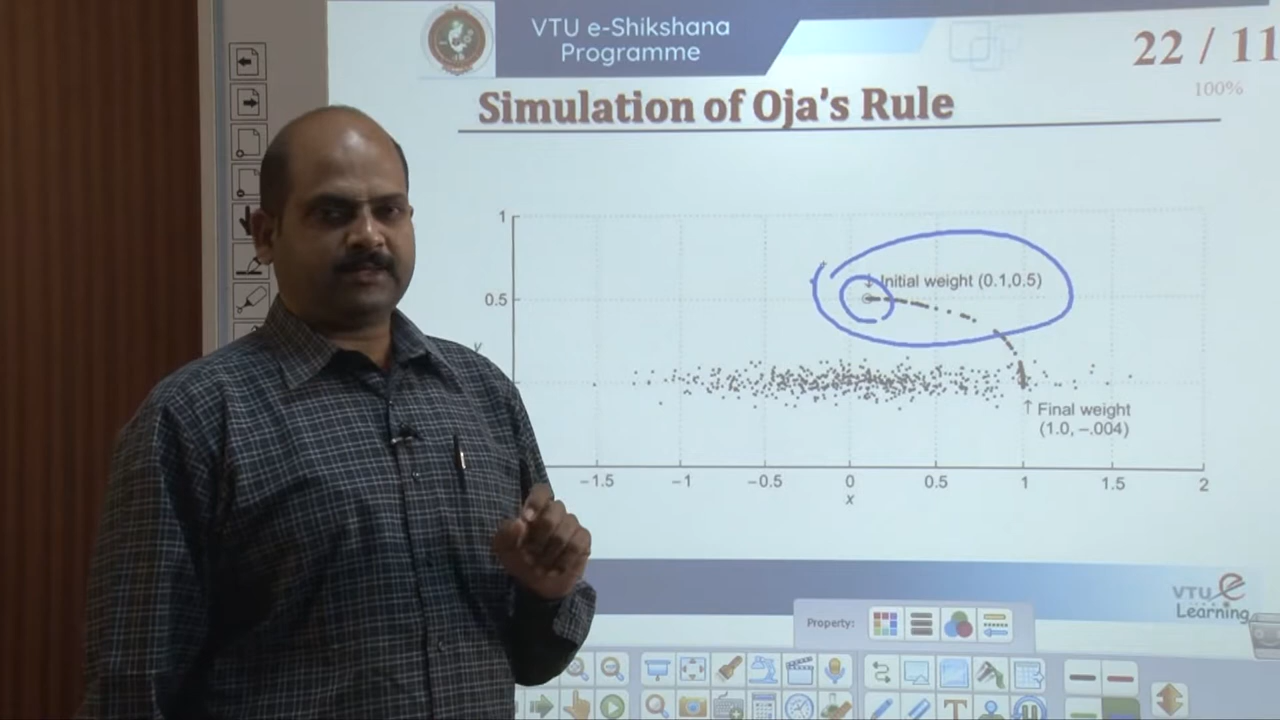 VTU e-Shikshana
Programme
22 / 11
100%
Simulation of Oja's Rule
1
0.5
y
Initial weight (0.1,0.5)
↑ Final weight
(1.0, −.004)
−1.5 −1 −0.5 0 0.5 1 1.5 2
x
VTU e
Learning
Property:
T